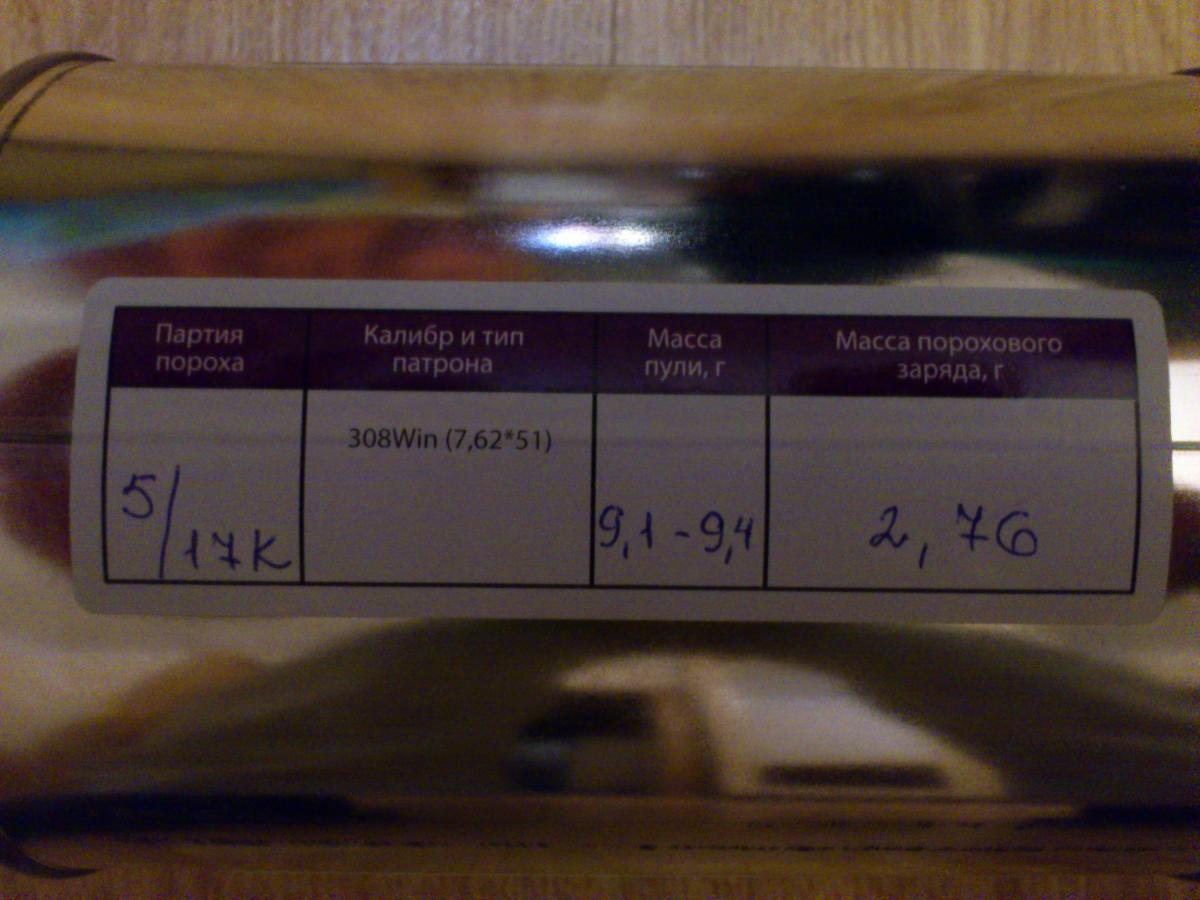 Партия
пороха
Калибр и тип
патрона
Масса
пули, г
Масса порохового
заряда, г
308Win (7,62*51)
5/17К
9,1-9,4
2,76